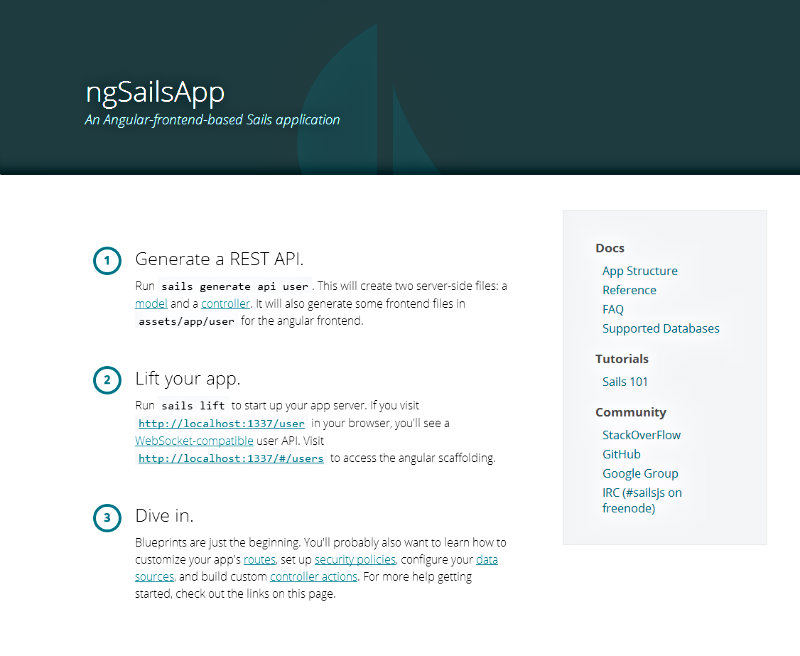 ngSailsApp
An Angular-frontend-based Sails application
1
Generate a REST API.
Run sails generate api user . This will create two server-side files: a
model and a controller. It will also generate some frontend files in
assets/app/user for the angular frontend.
2
Lift your app.
Run sails lift to start up your app server. If you visit
http://localhost:1337/user in your browser, you'll see a
WebSocket-compatible user API. Visit
http://localhost:1337/#/users to access the angular scaffolding.
3
Dive in.
Blueprints are just the beginning. You'll probably also want to learn how to
customize your app's routes, set up security policies, configure your data
sources, and build custom controller actions. For more help getting
started, check out the links on this page.
Docs
App Structure
Reference
FAQ
Supported Databases
Tutorials
Sails 101
Community
StackOverFlow
GitHub
Google Group
IRC (#sailsjs on
freenode)